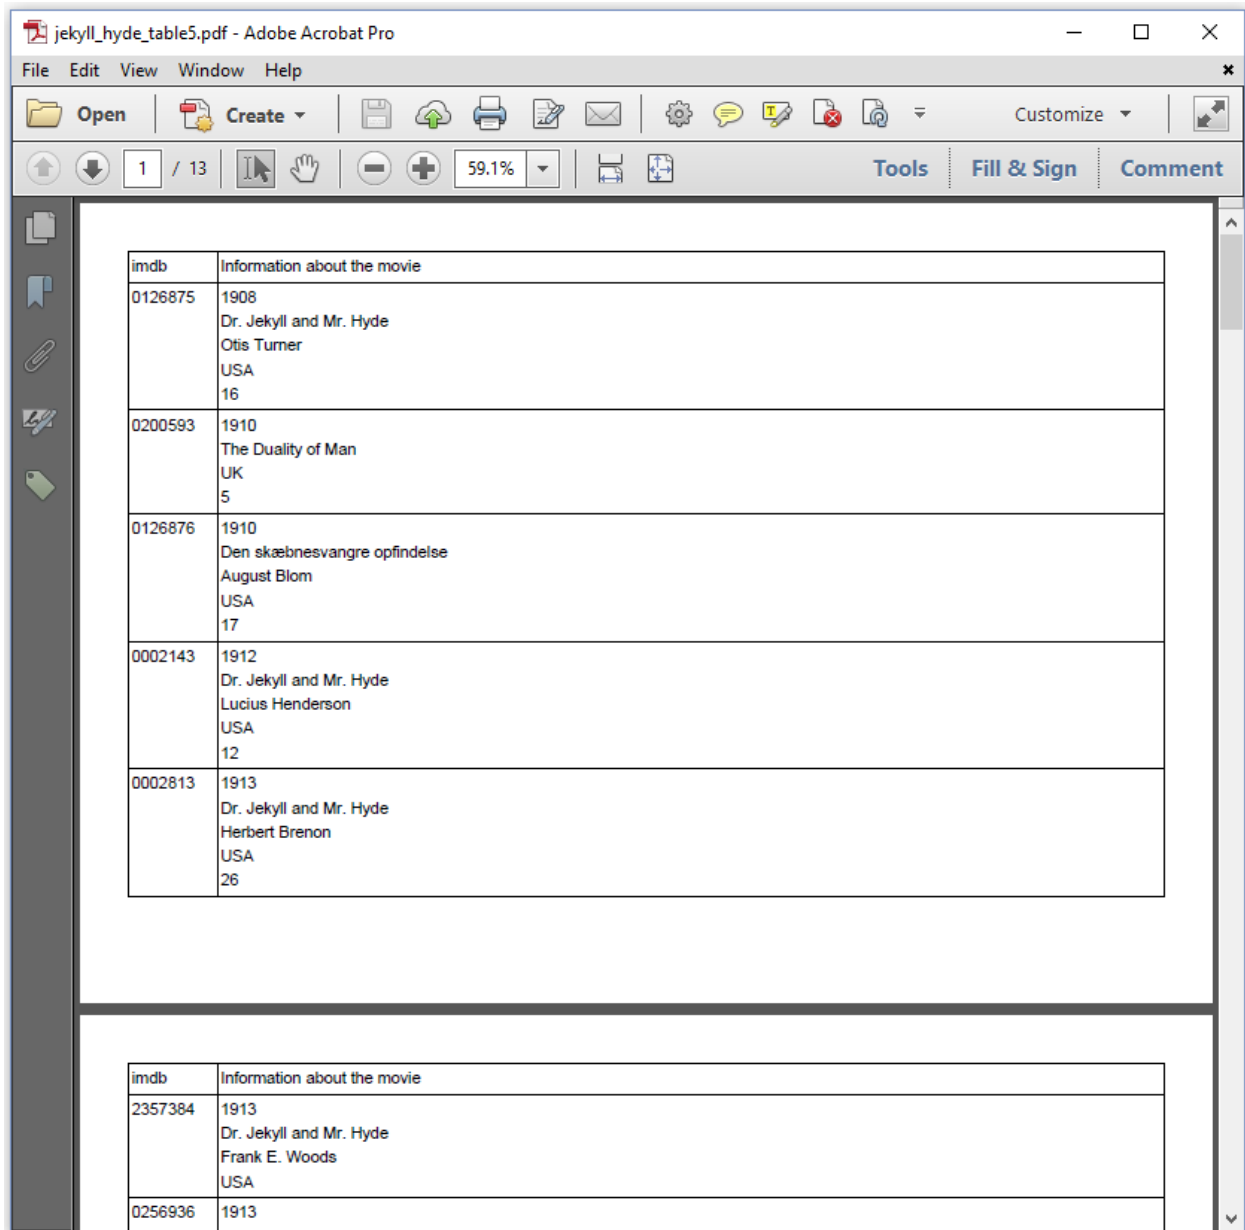 jekyll_hyde_table5.pdf - Adobe Acrobat Pro
File Edit View Window Help
Open Create Customize
1 / 13 59.1% Tools Fill & Sign Comment
imdb Information about the movie
0126875 1908
Dr. Jekyll and Mr. Hyde
Otis Turner
USA
16
0200593 1910
The Duality of Man
UK
5
0126876 1910
Den skæbnesvangre opfindelse
August Blom
USA
17
0002143 1912
Dr. Jekyll and Mr. Hyde
Lucius Henderson
USA
12
0002813 1913
Dr. Jekyll and Mr. Hyde
Herbert Brenon
USA
26
imdb Information about the movie
2357384 1913
Dr. Jekyll and Mr. Hyde
Frank E. Woods
USA
0256936 1913